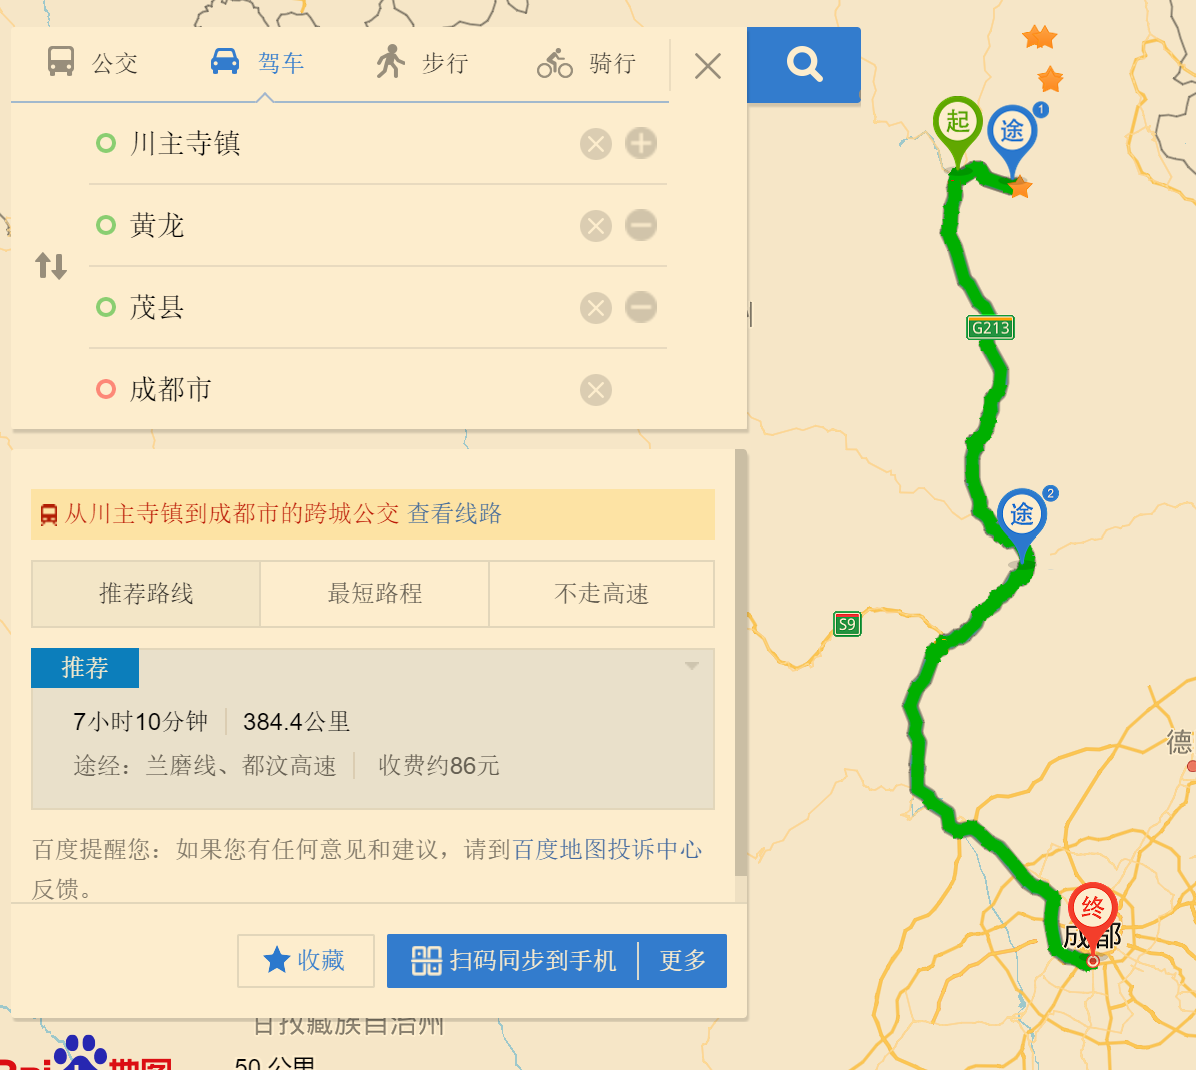 公交 驾车 步行 骑行
川主寺镇
黄龙
茂县
成都市
从川主寺镇到成都市的跨城公交 查看线路
推荐路线 最短路程 不走高速
推荐
7小时10分钟 384.4公里
途经：兰磨线、都汶高速 收费约86元
百度提醒您：如果您有任何意见和建议，请到百度地图投诉中心
反馈。
收藏 扫码同步到手机 更多
起
途 1
G213
途 2
S9
德
终
成都
甘孜藏族自治州
50 公里
Bai 地图